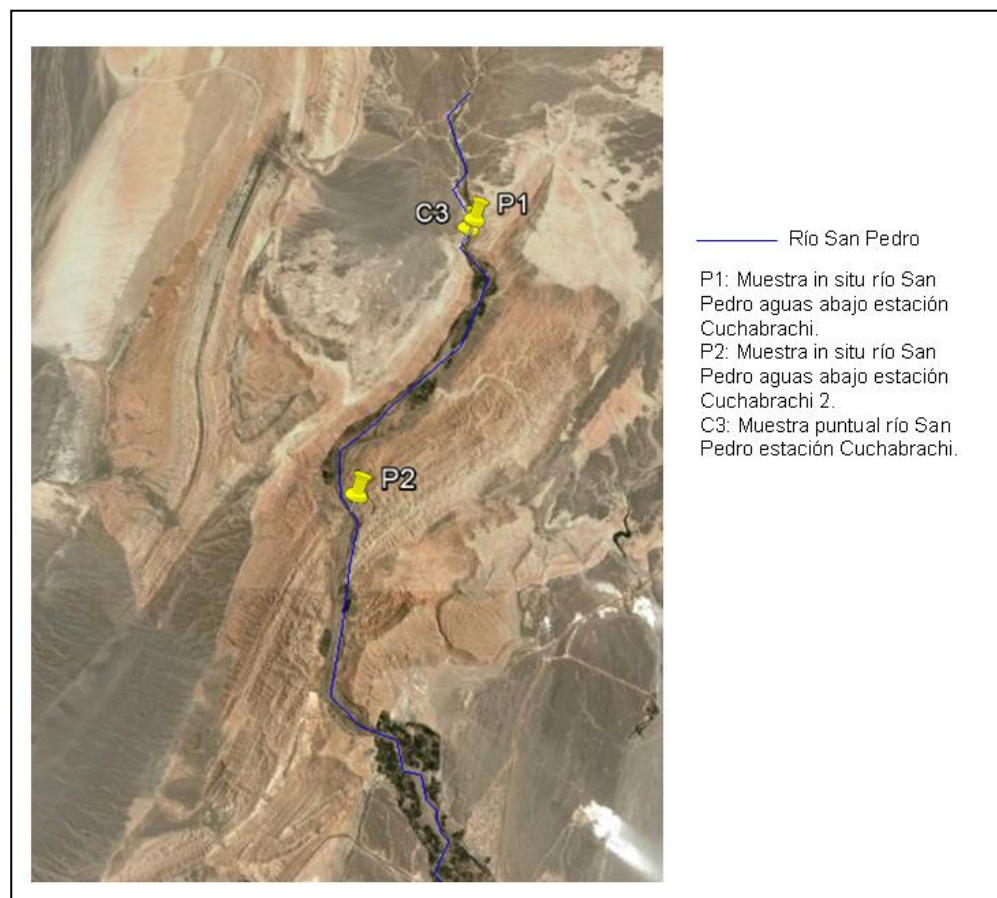 C3
P1
P2
Río San Pedro
P1: Muestra in situ río San
Pedro aguas abajo estación
Cuchabrachi.
P2: Muestra in situ río San
Pedro aguas abajo estación
Cuchabrachi 2.
C3: Muestra puntual río San
Pedro estación Cuchabrachi.